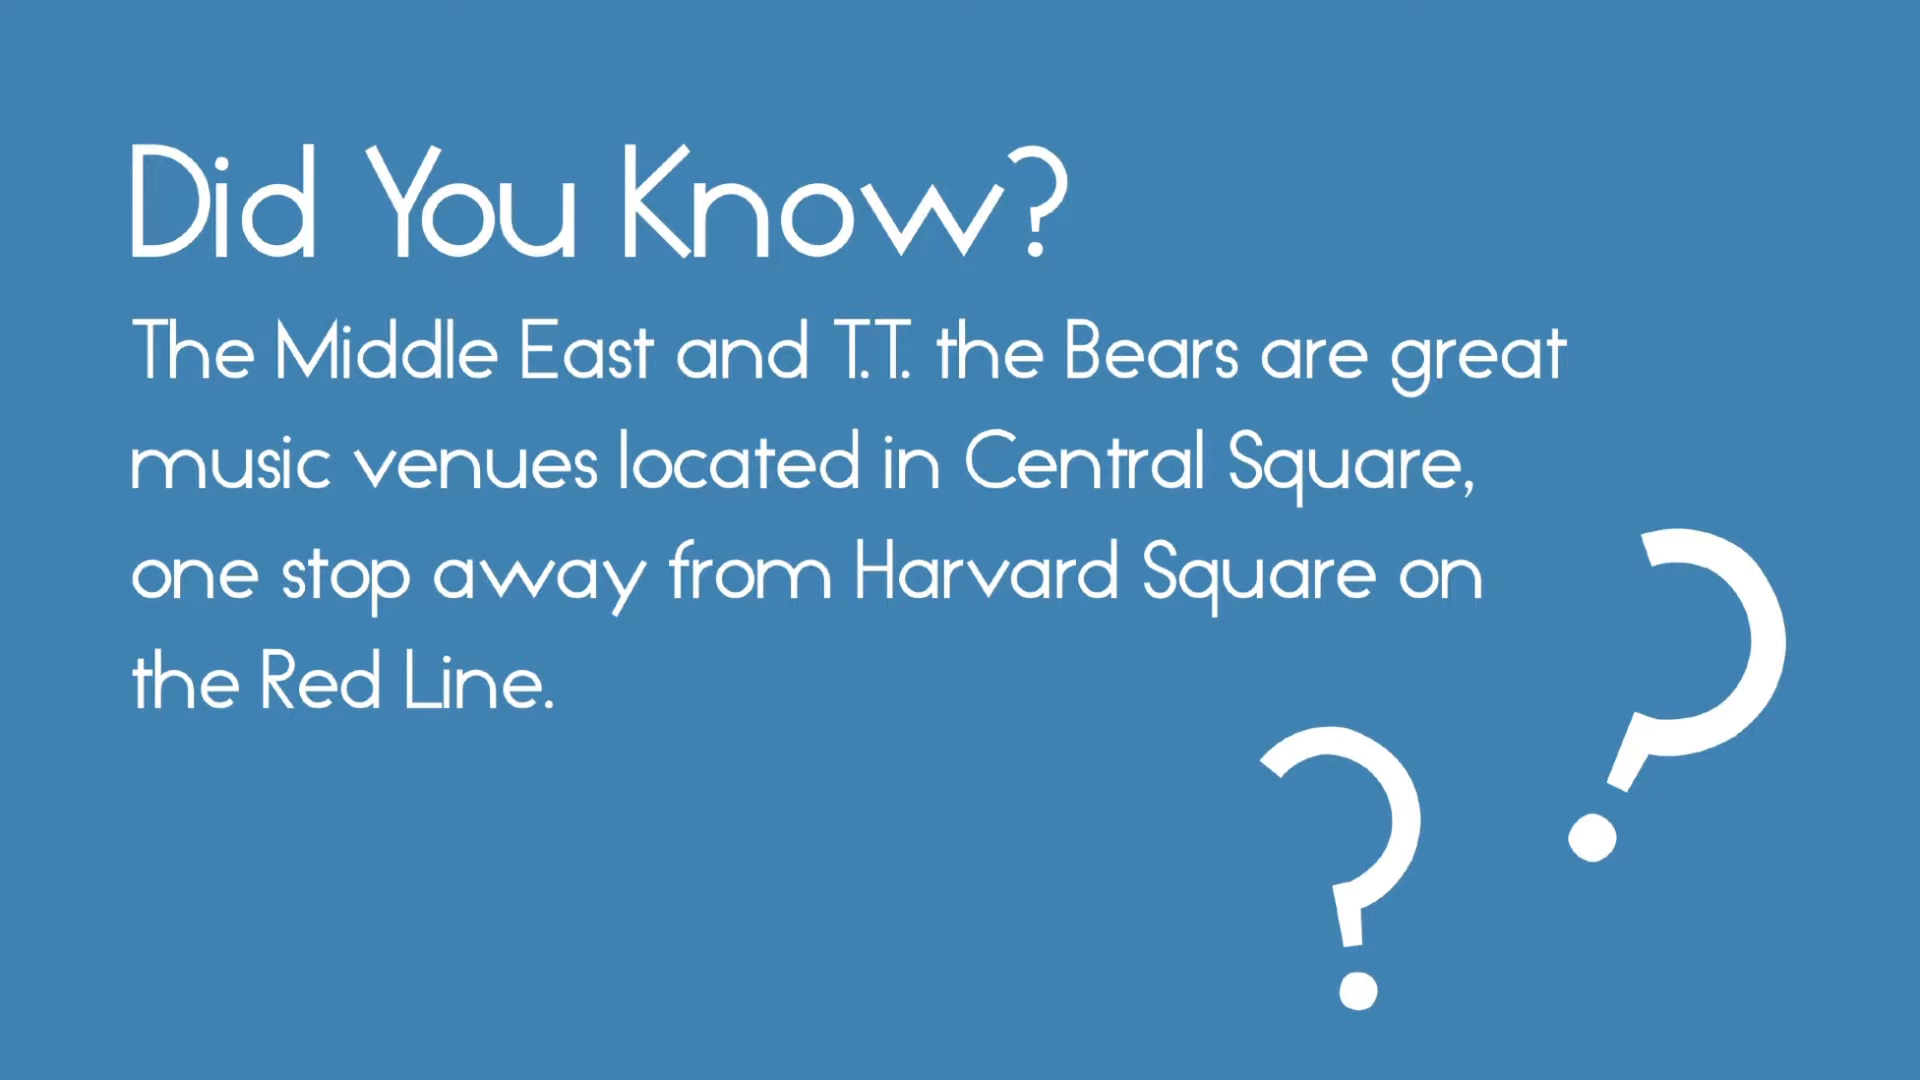 Did You Know?
The Middle East and T.T. the Bears are great
music venues located in Central Square,
one stop away from Harvard Square on
the Red Line.
?
?